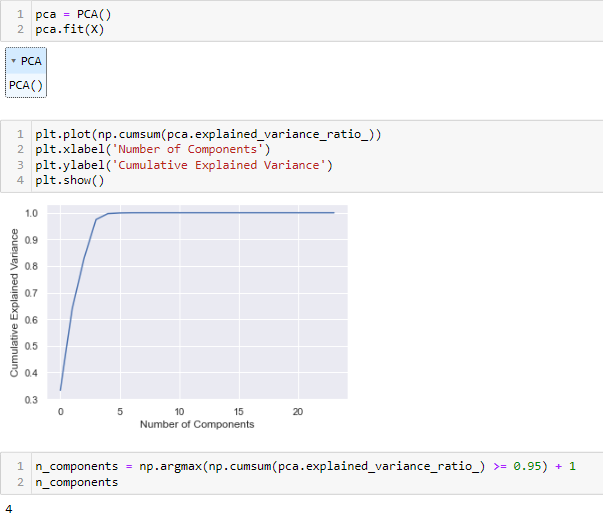 1 pca = PCA()
2 pca.fit(X)
▾ PCA
PCA()
1 plt.plot(np.cumsum(pca.explained_variance_ratio_))
2 plt.xlabel('Number of Components')
3 plt.ylabel('Cumulative Explained Variance')
4 plt.show()
Cumulative Explained Variance
1.0
0.9
0.8
0.7
0.6
0.5
0.4
0.3
0 5 10 15 20
Number of Components
1 n_components = np.argmax(np.cumsum(pca.explained_variance_ratio_) >= 0.95) + 1
2 n_components
4